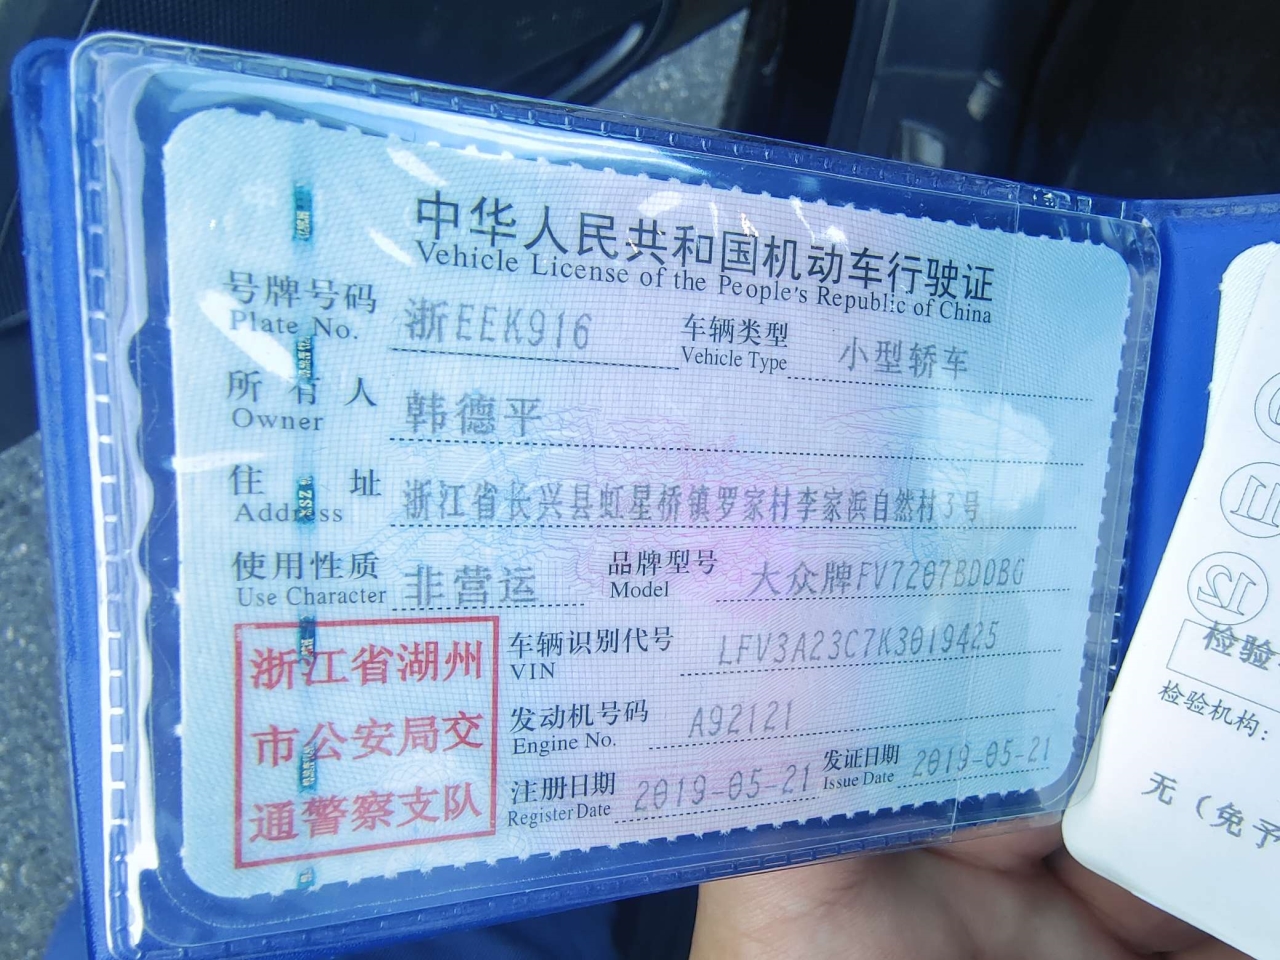 中华人民共和国机动车行驶证
Vehicle License of the People's Republic of China
号牌号码 浙EEK916 车辆类型 小型轿车
Plate No. Vehicle Type
所有人 韩德平
Owner
住址 浙江省长兴县虹星桥镇罗家村李家浜自然村3号
Address
使用性质 非营运 品牌型号 大众牌FV7207BDDBG
Use Character Model
浙江省湖州
市公安局交
通警察支队
车辆识别代号 LFV3A23C7K3019425
VIN
发动机号码 A92121
Engine No.
注册日期 2019-05-21 发证日期 2019-05-21
Register Date Issue Date
11
12
检验
检验机构:
无（免予